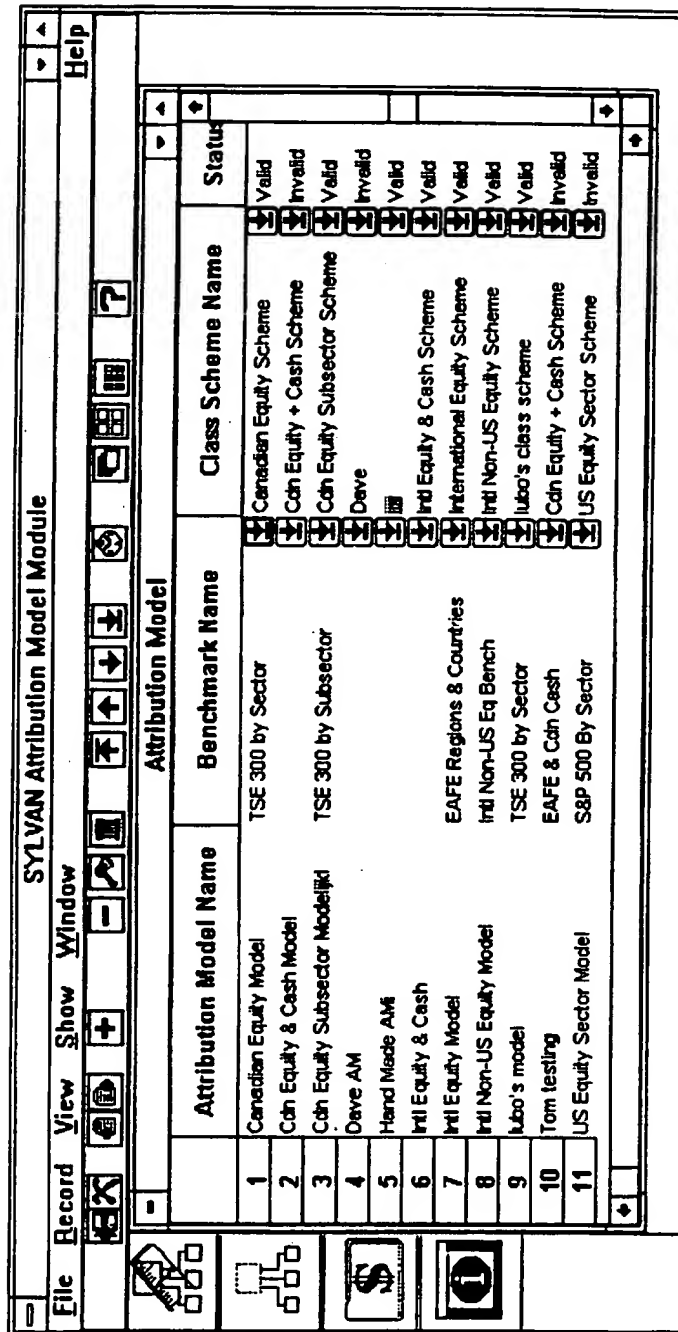 SYLVAN Attribution Model Module
File Record View Show Window Help
Attribution Model
Attribution Model Name Benchmark Name Class Scheme Name Status
1 Canadian Equity Model TSE 300 by Sector Canadian Equity Scheme Valid
2 Cdn Equity & Cash Model Cdn Equity + Cash Scheme Invalid
3 Cdn Equity Subsector Modelijd TSE 300 by Subsector Cdn Equity Subsector Scheme Valid
4 Dave AM Dave Invalid
5 Hand Made AMi Valid
6 Intl Equity & Cash Intl Equity & Cash Scheme Valid
7 Intl Equity Model EAFE Regions & Countries International Equity Scheme Valid
8 Intl Non-US Equity Model Intl Non-US Eq Bench Intl Non-US Equity Scheme Valid
9 lubo's model TSE 300 by Sector lubo's class scheme Valid
10 Tom testing EAFE & Cdn Cash Cdn Equity + Cash Scheme Invalid
11 US Equity Sector Model S&P 500 By Sector US Equity Sector Scheme Invalid